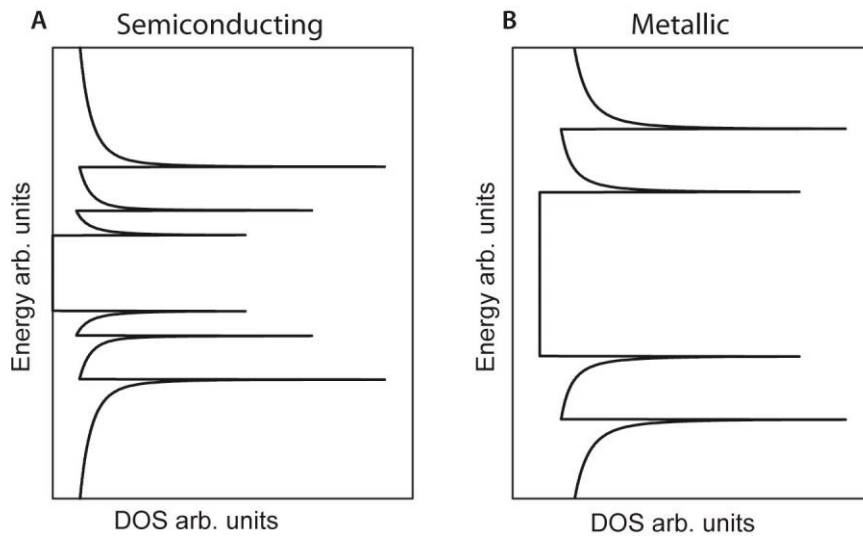 A
Semiconducting
Energy arb. units
DOS arb. units
B
Metallic
Energy arb. units
DOS arb. units